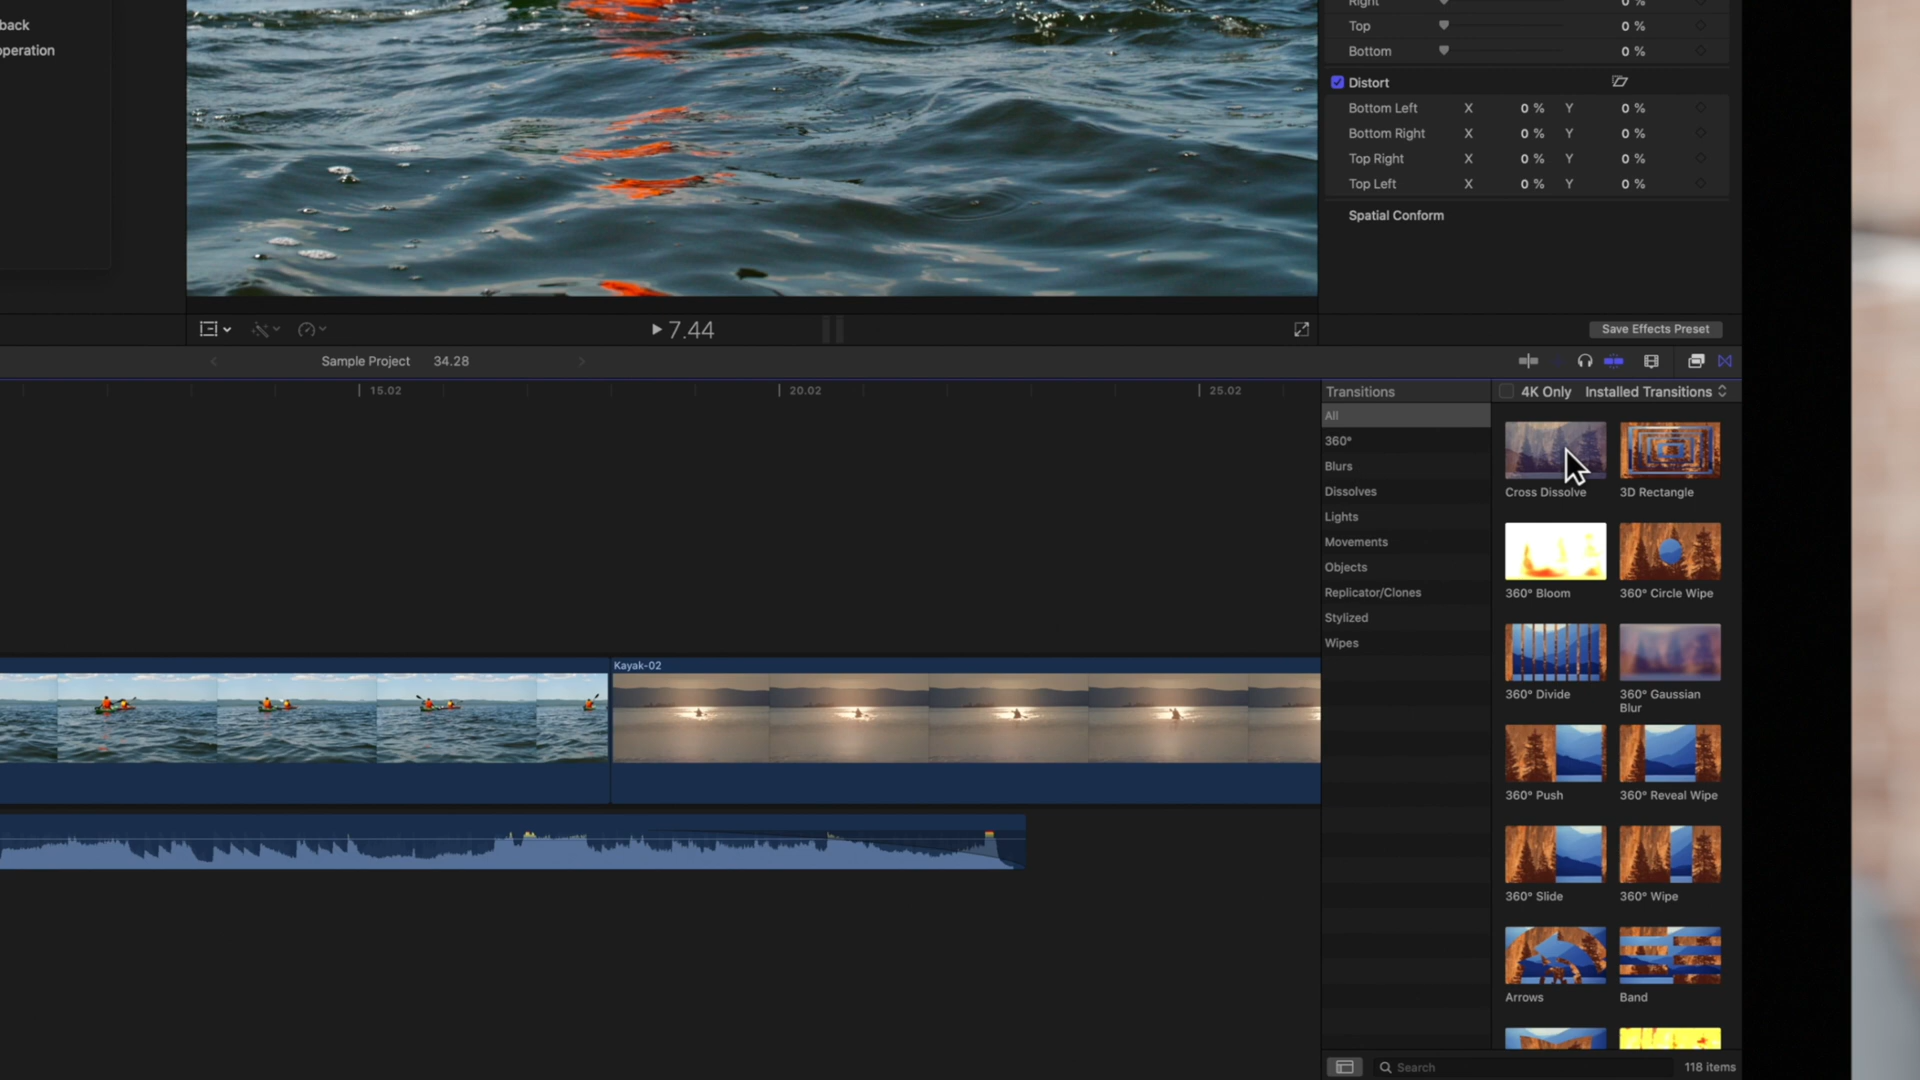 back
operation
Right 0 %
Top 0 %
Bottom 0 %
Distort
Bottom Left X 0 % Y 0 %
Bottom Right X 0 % Y 0 %
Top Right X 0 % Y 0 %
Top Left X 0 % Y 0 %
Spatial Conform
7.44
Save Effects Preset
Sample Project 34.28
15.02 20.02 25.02
Transitions
4K Only Installed Transitions
All
360°
Blurs
Dissolves
Lights
Movements
Objects
Replicator/Clones
Stylized
Wipes
Cross Dissolve 3D Rectangle
360° Bloom 360° Circle Wipe
360° Divide 360° Gaussian
Blur
360° Push 360° Reveal Wipe
360° Slide 360° Wipe
Arrows Band
Kayak-02
Search 118 items